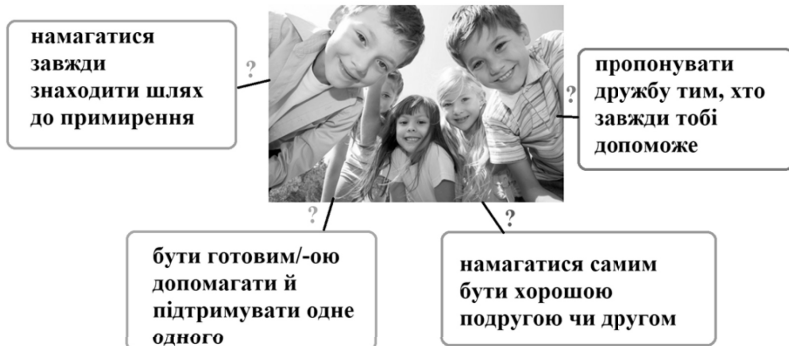 намагатися
завжди
знаходити шлях
до примирення
?
?
пропонувати
дружбу тим, хто
завжди тобі
допоможе
?
?
бути готовим/-ою
допомагати й
підтримувати одне
одного
намагатися самим
бути хорошою
подругою чи другом